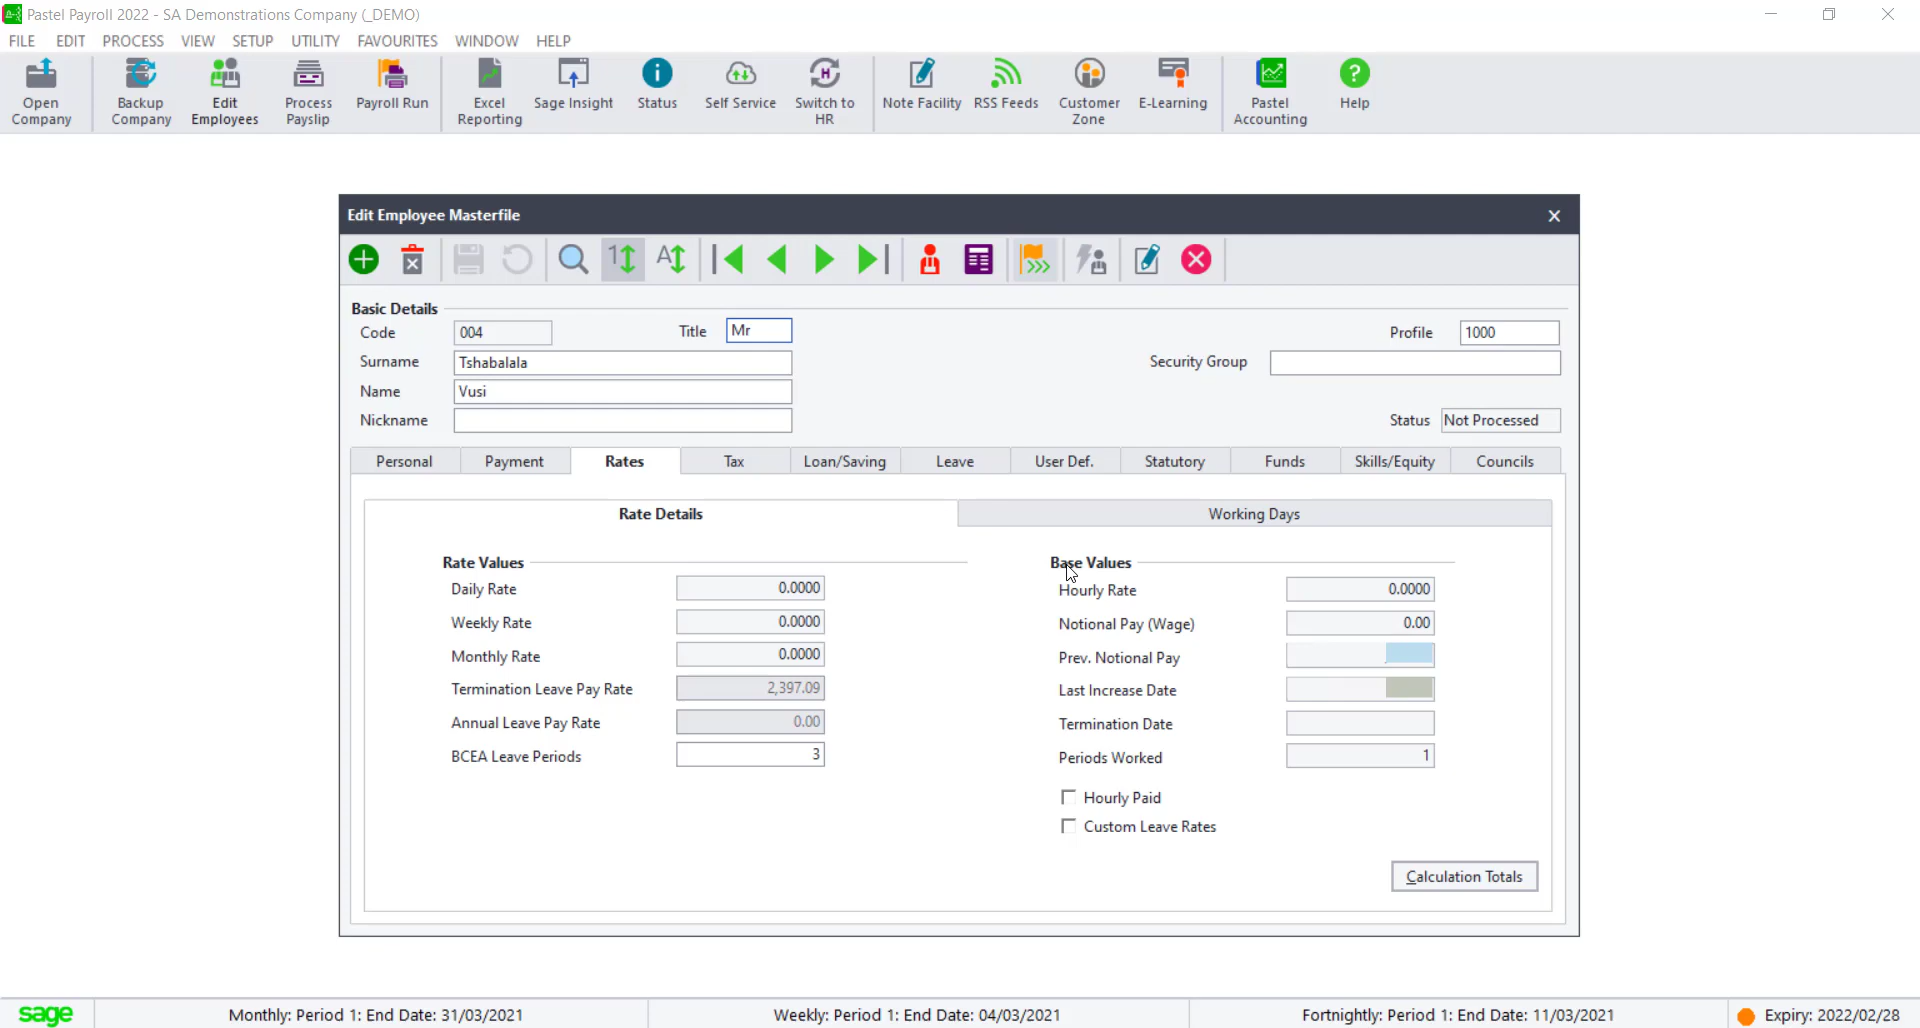 Pastel Payroll 2022 - SA Demonstrations Company (_DEMO)
FILE EDIT PROCESS VIEW SETUP UTILITY FAVOURITES WINDOW HELP
Open Company
Backup Company
Edit Employees
Process Payslip
Payroll Run
Excel Reporting
Sage Insight
Status
Self Service
Switch to HR
Note Facility
RSS Feeds
Customer Zone
E-Learning
Pastel Accounting
Help
Edit Employee Masterfile
Basic Details
Code 004 Title Mr Profile 1000
Surname Tshabalala Security Group
Name Vusi
Nickname Status Not Processed
Personal Payment Rates Tax Loan/Saving Leave User Def. Statutory Funds Skills/Equity Councils
Rate Details Working Days
Rate Values
Daily Rate 0.0000
Weekly Rate 0.0000
Monthly Rate 0.0000
Termination Leave Pay Rate 2,397.09
Annual Leave Pay Rate 0.00
BCEA Leave Periods 3
Base Values
Hourly Rate 0.0000
Notional Pay (Wage) 0.00
Prev. Notional Pay
Last Increase Date
Termination Date
Periods Worked 1
Hourly Paid
Custom Leave Rates
Calculation Totals
sage Monthly: Period 1: End Date: 31/03/2021 Weekly: Period 1: End Date: 04/03/2021 Fortnightly: Period 1: End Date: 11/03/2021 Expiry: 2022/02/28